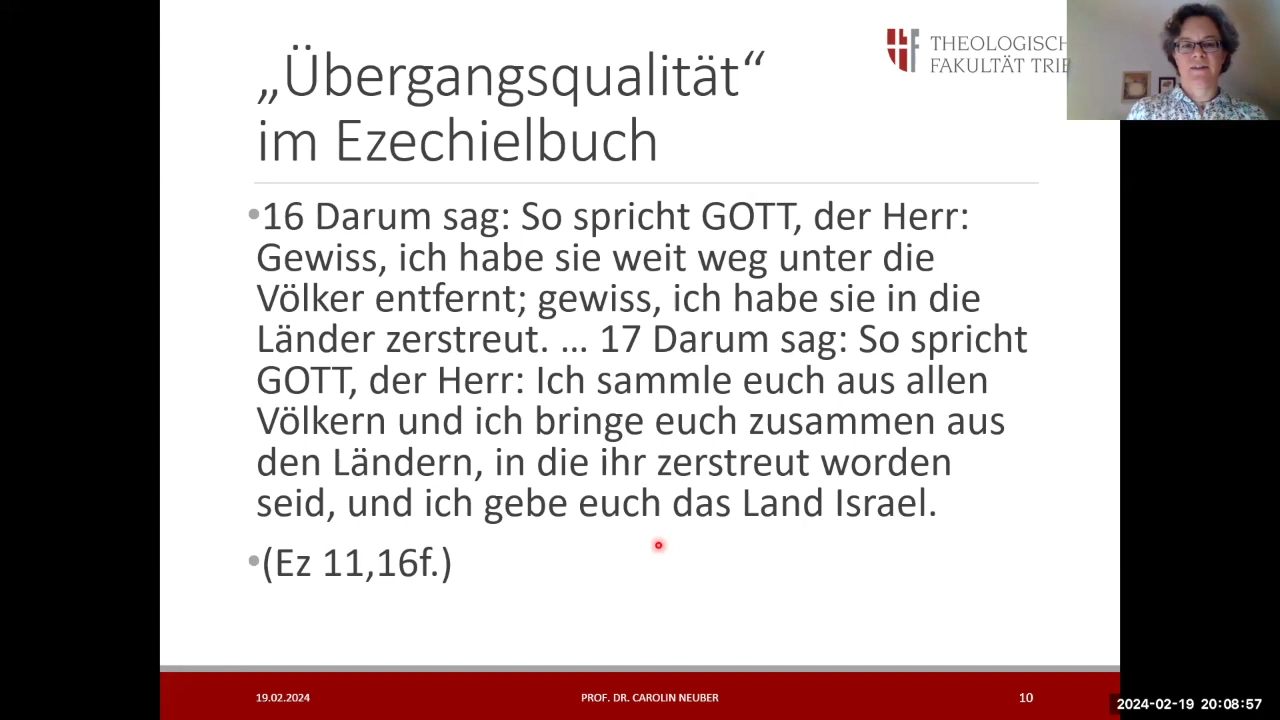 „Übergangsqualität“
im Ezechielbuch
THEOLOGISCH
FAKULTÄT TRIE
•16 Darum sag: So spricht GOTT, der Herr:
Gewiss, ich habe sie weit weg unter die
Völker entfernt; gewiss, ich habe sie in die
Länder zerstreut. … 17 Darum sag: So spricht
GOTT, der Herr: Ich sammle euch aus allen
Völkern und ich bringe euch zusammen aus
den Ländern, in die ihr zerstreut worden
seid, und ich gebe euch das Land Israel.
•(Ez 11,16f.)
19.02.2024
PROF. DR. CAROLIN NEUBER
10
2024-02-19 20:08:57